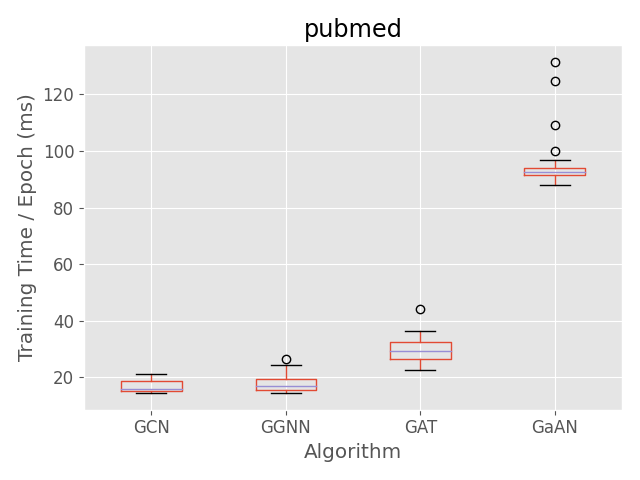 pubmed
Training Time / Epoch (ms)
120
100
80
60
40
20
GCN GGNN GAT GaAN
Algorithm